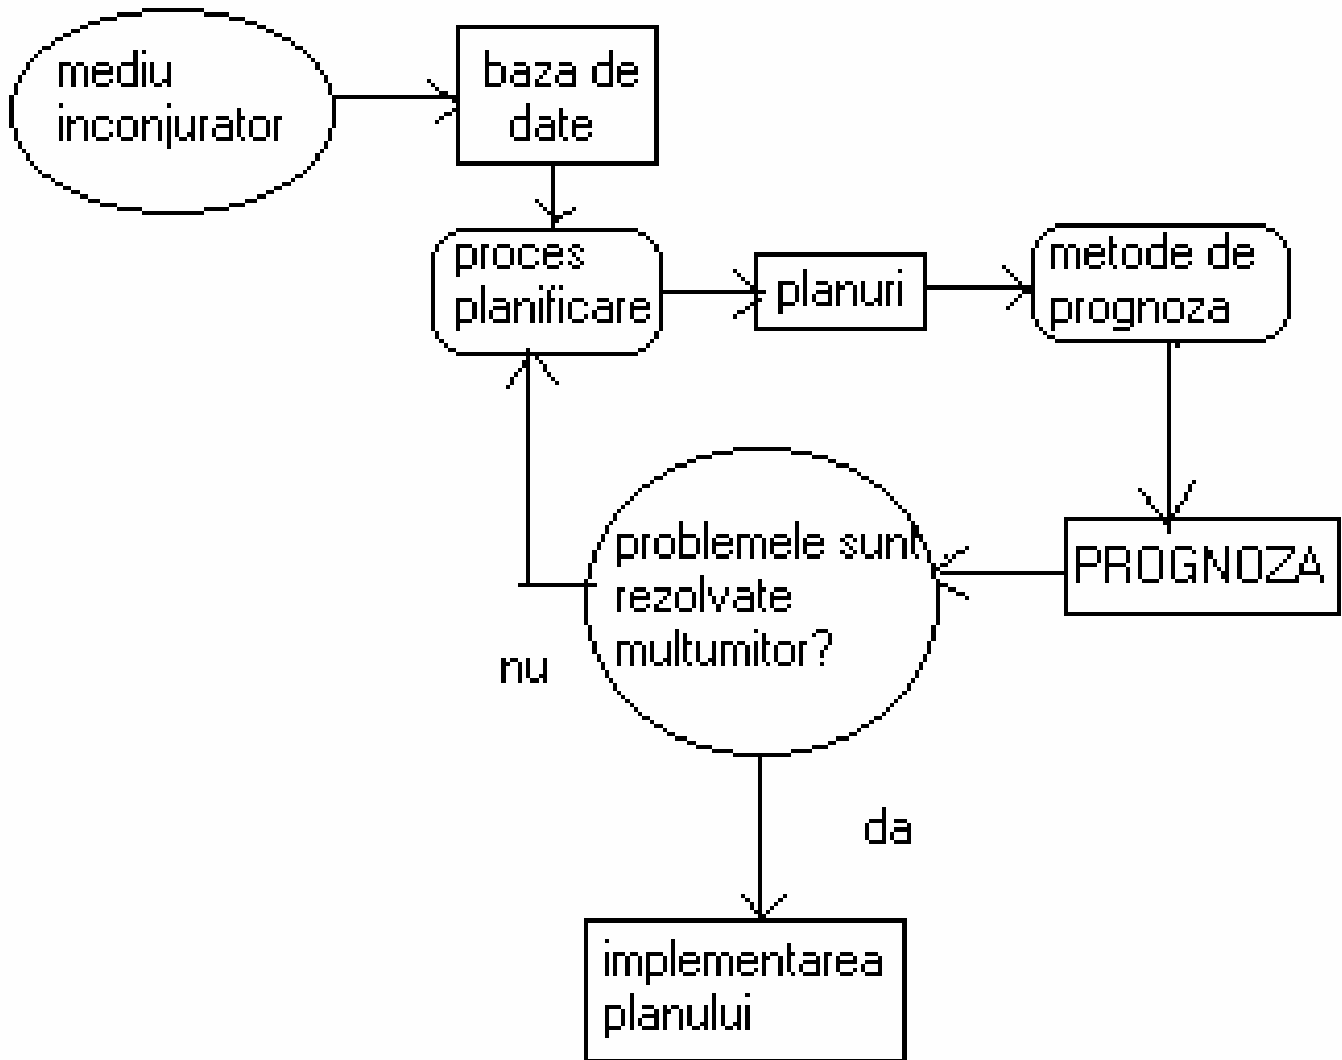 mediu
inconjurator
baza de
date
proces
planificare
planuri
metode de
prognoza
PROGNOZA
problemele sunt
rezolvate
multumitor?
nu
da
implementarea
planului